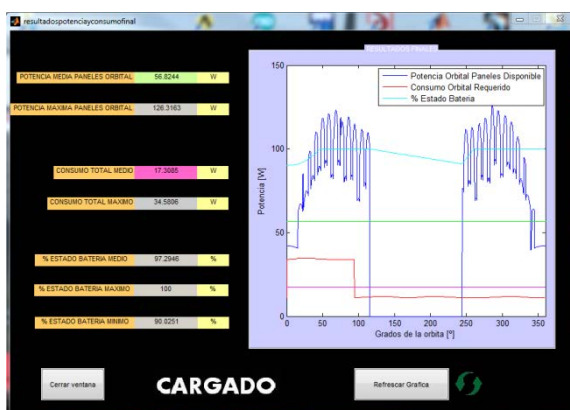 resultadospotenciayconsumofinal
RESULTADOS FINALES
POTENCIA MEDIA PANELES ORBITAL 56.8244 W
POTENCIA MAXIMA PANELES ORBITAL 126.3163 W
CONSUMO TOTAL MEDIO 17.3085 W
CONSUMO TOTAL MAXIMO 34.5806 W
% ESTADO BATERIA MEDIO 97.2946 %
% ESTADO BATERIA MAXIMO 100 %
% ESTADO BATERIA MINIMO 90.0251 %
Potencia Orbital Paneles Disponible
Consumo Orbital Requerido
% Estado Bateria
Potencia [W]
150
100
50
0
0 50 100 150 200 250 300 350
Grados de la orbita [º]
Cerrar ventana
CARGADO
Refrescar Grafica